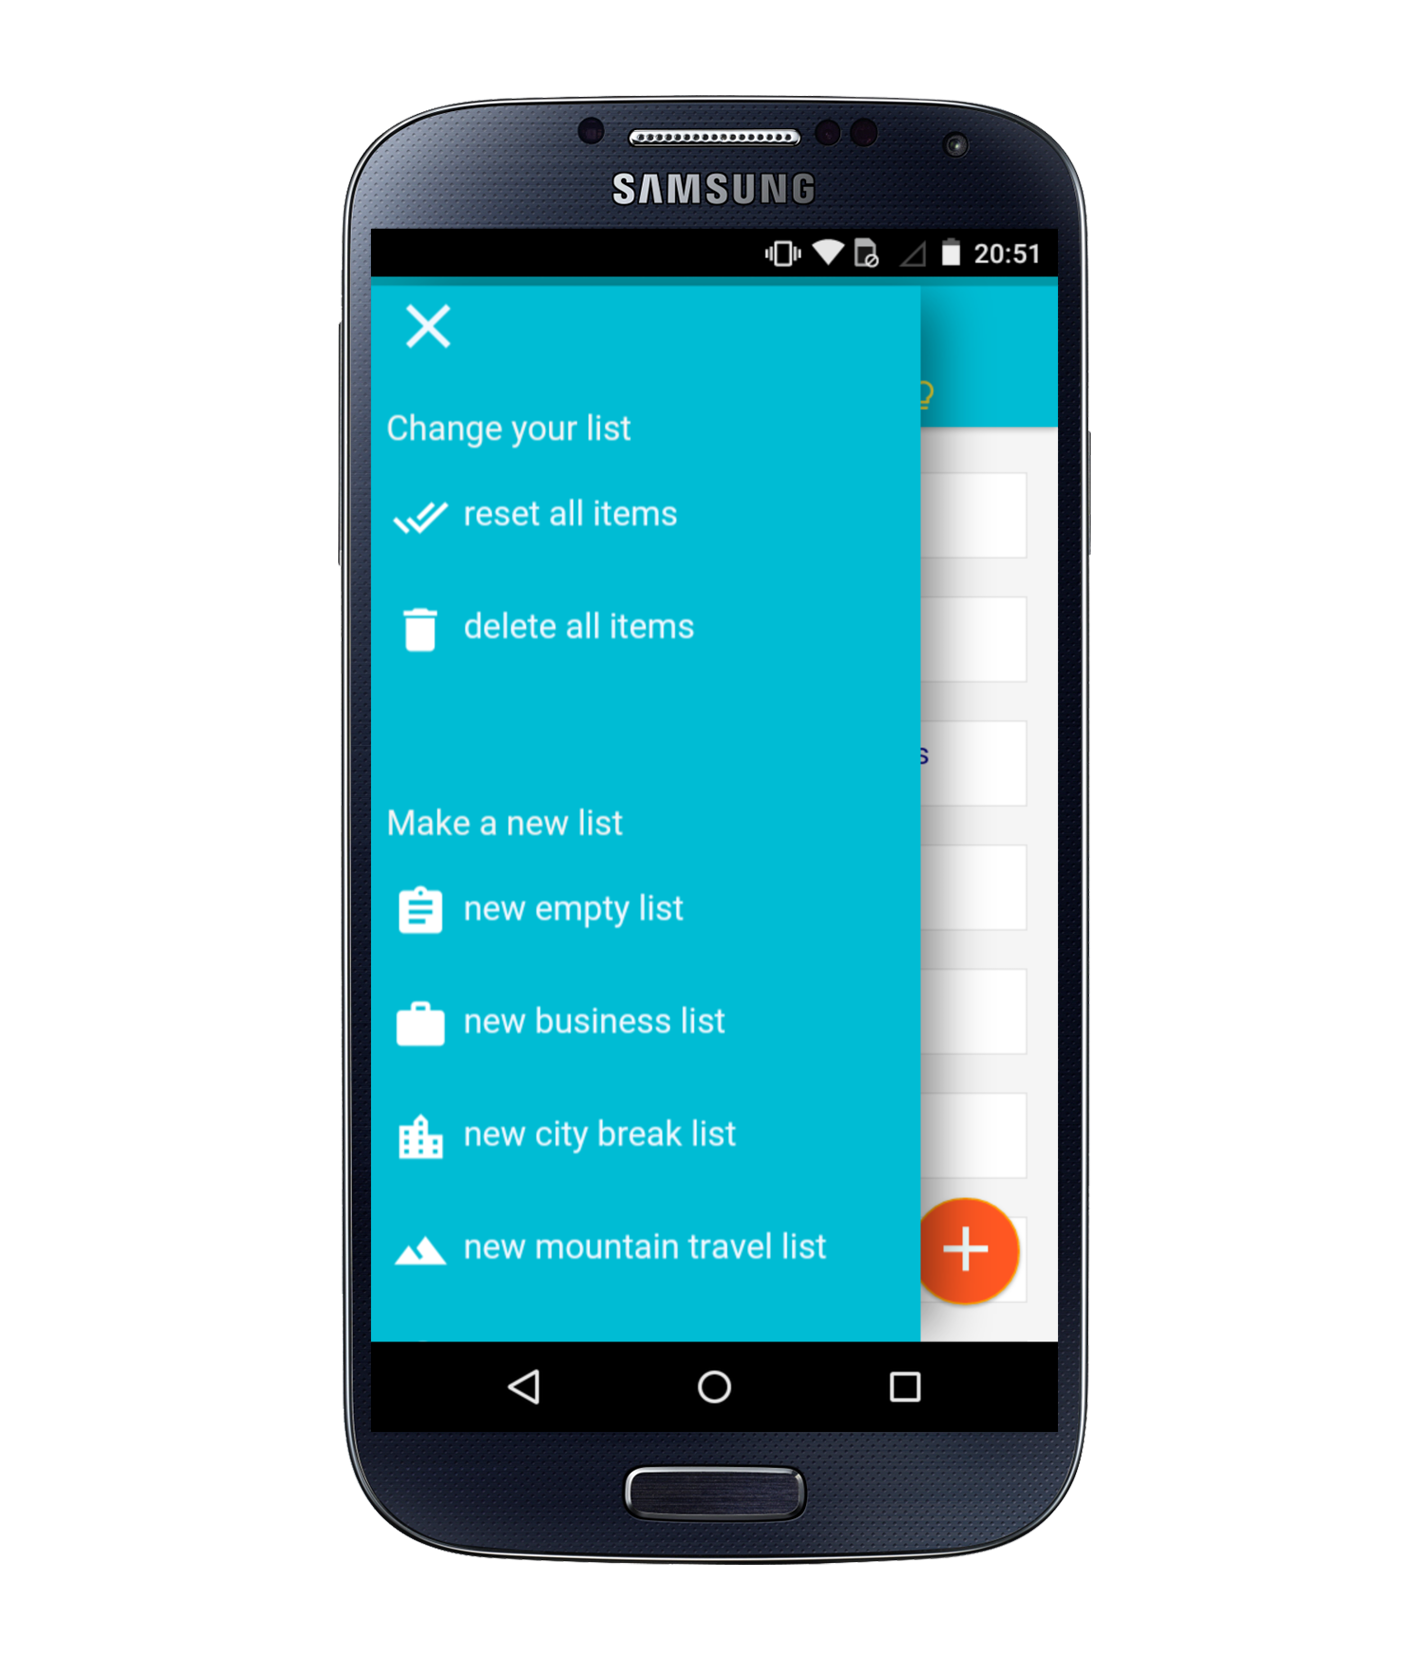 SAMSUNG
20:51
Change your list
reset all items
delete all items
s
Make a new list
new empty list
new business list
new city break list
new mountain travel list